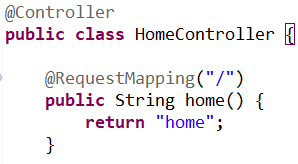 @Controller
public class HomeController {
@RequestMapping("/")
public String home() {
return "home";
}